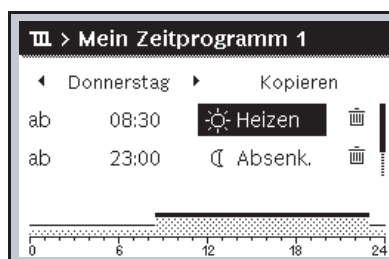 > Mein Zeitprogramm 1
Donnerstag Kopieren
ab 08:30 Heizen
ab 23:00 Absenk.
0 6 12 18 24